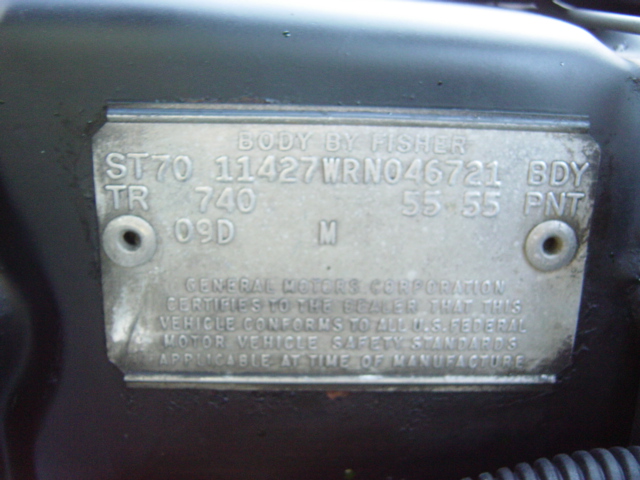 BODY BY FISHER
ST70 11427WRN046721 BDY
TR 740 55 55 PNT
09D M
GENERAL MOTORS CORPORATION
CERTIFIES TO THE DEALER THAT THIS
VEHICLE CONFORMS TO ALL U.S. FEDERAL
MOTOR VEHICLE SAFETY STANDARDS
APPLICABLE AT TIME OF MANUFACTURE